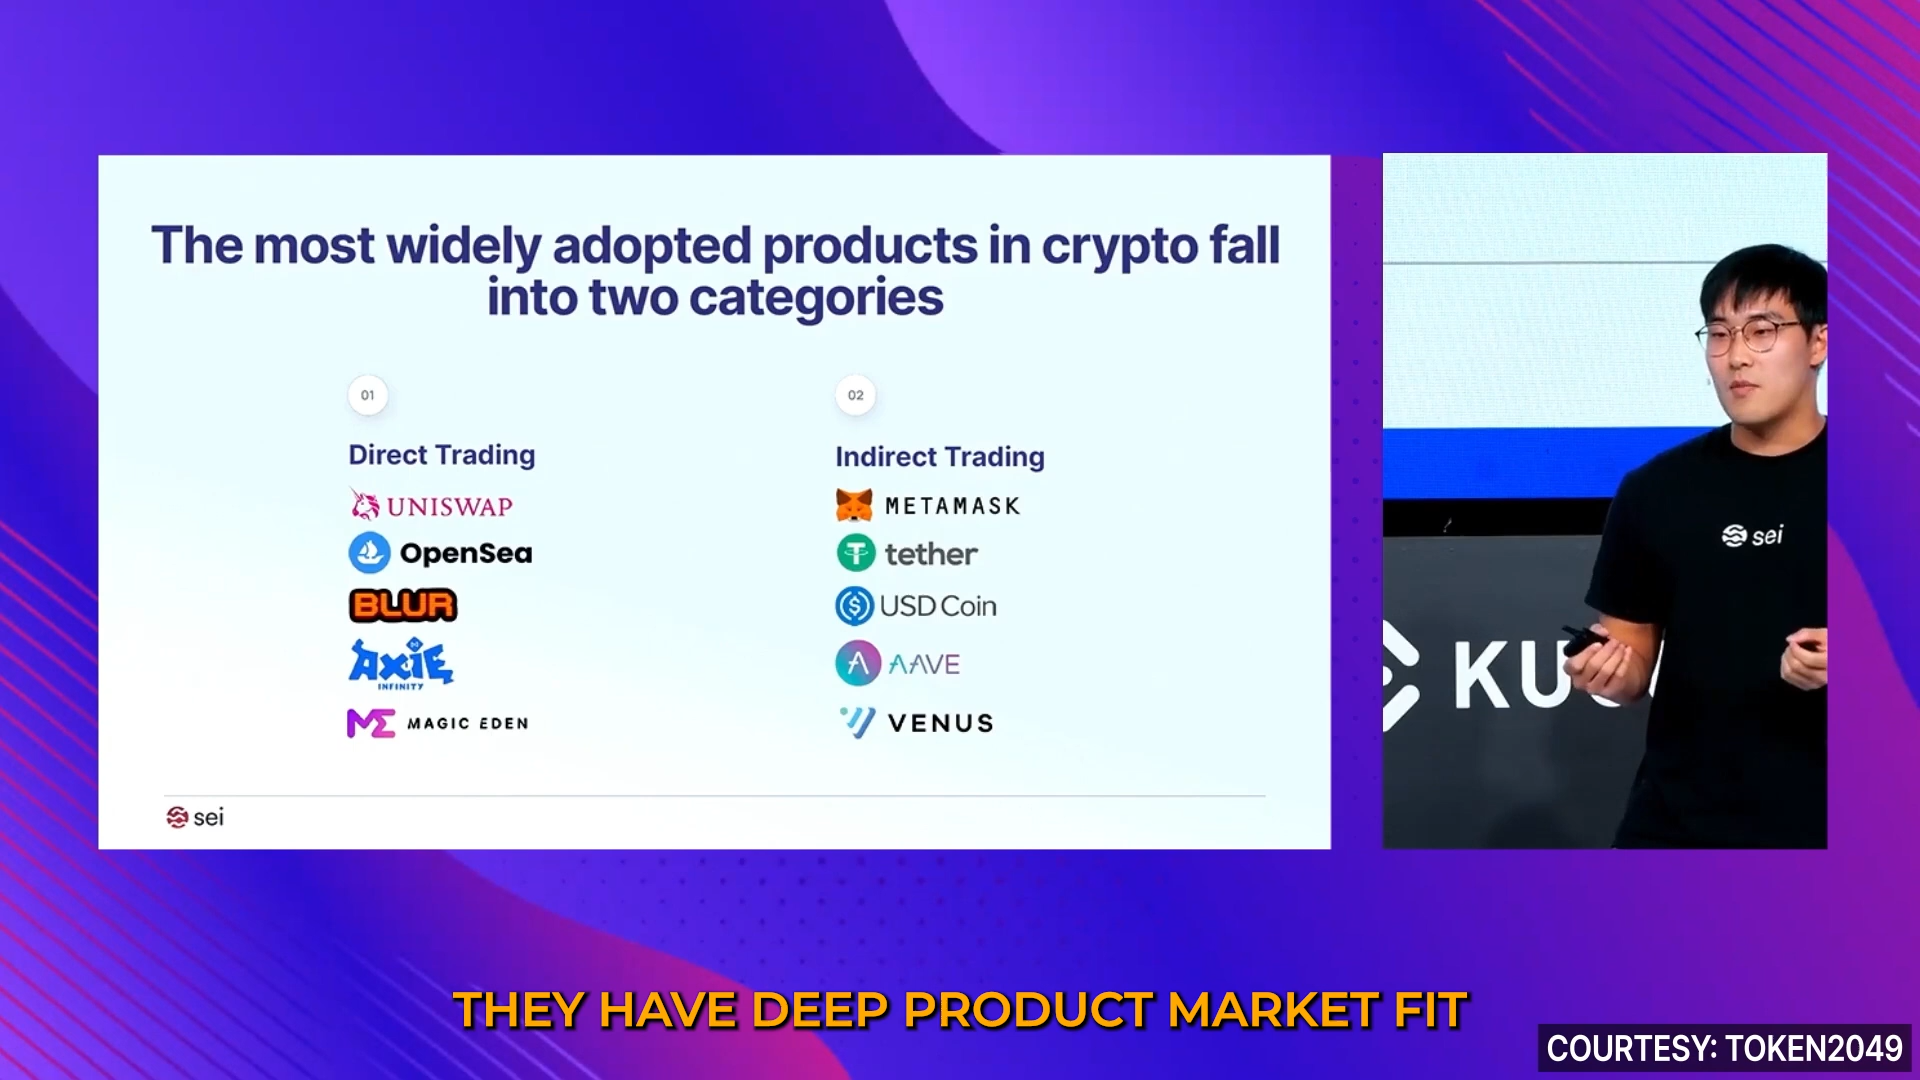 The most widely adopted products in crypto fall
into two categories
01
Direct Trading
UNISWAP
OpenSea
BLUR
AXIE
INFINITY
ME MAGIC EDEN
02
Indirect Trading
METAMASK
tether
USD Coin
AAVE
VENUS
sei
sei
THEY HAVE DEEP PRODUCT MARKET FIT
COURTESY: TOKEN2049